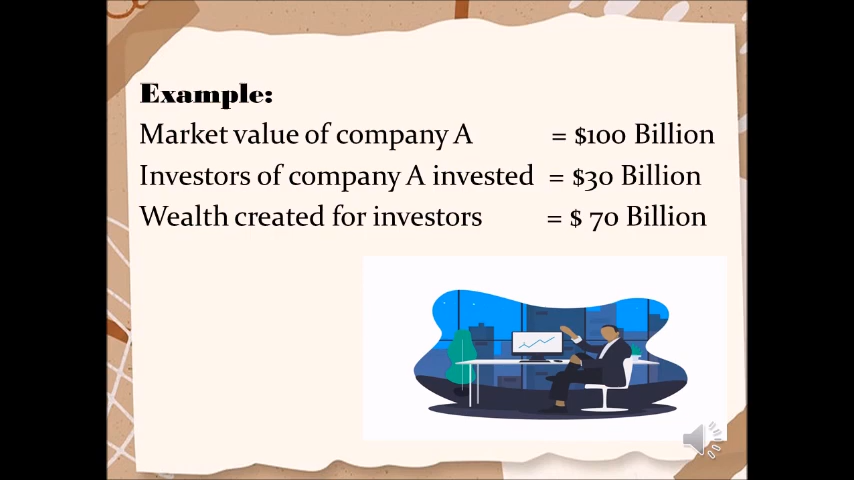 Example:
Market value of company A = $100 Billion
Investors of company A invested = $30 Billion
Wealth created for investors = $ 70 Billion